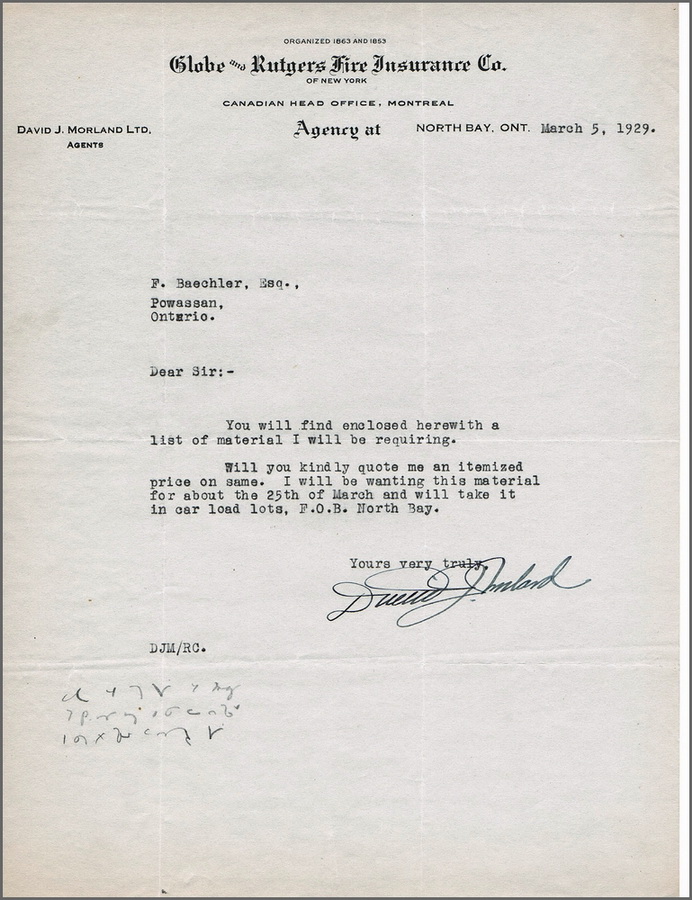 ORGANIZED 1863 AND 1853
Globe and Rutgers Fire Insurance Co.
OF NEW YORK
CANADIAN HEAD OFFICE, MONTREAL
DAVID J. MORLAND LTD,
AGENTS
Agency at NORTH BAY, ONT. March 5, 1929.
F. Baechler, Esq.,
Powassan,
Ontario.
Dear Sir:-
You will find enclosed herewith a
list of material I will be requiring.
Will you kindly quote me an itemized
price on same. I will be wanting this material
for about the 25th of March and will take it
in car load lots, F.O.B. North Bay.
Yours very truly,
David J. Morland
DJM/RC.